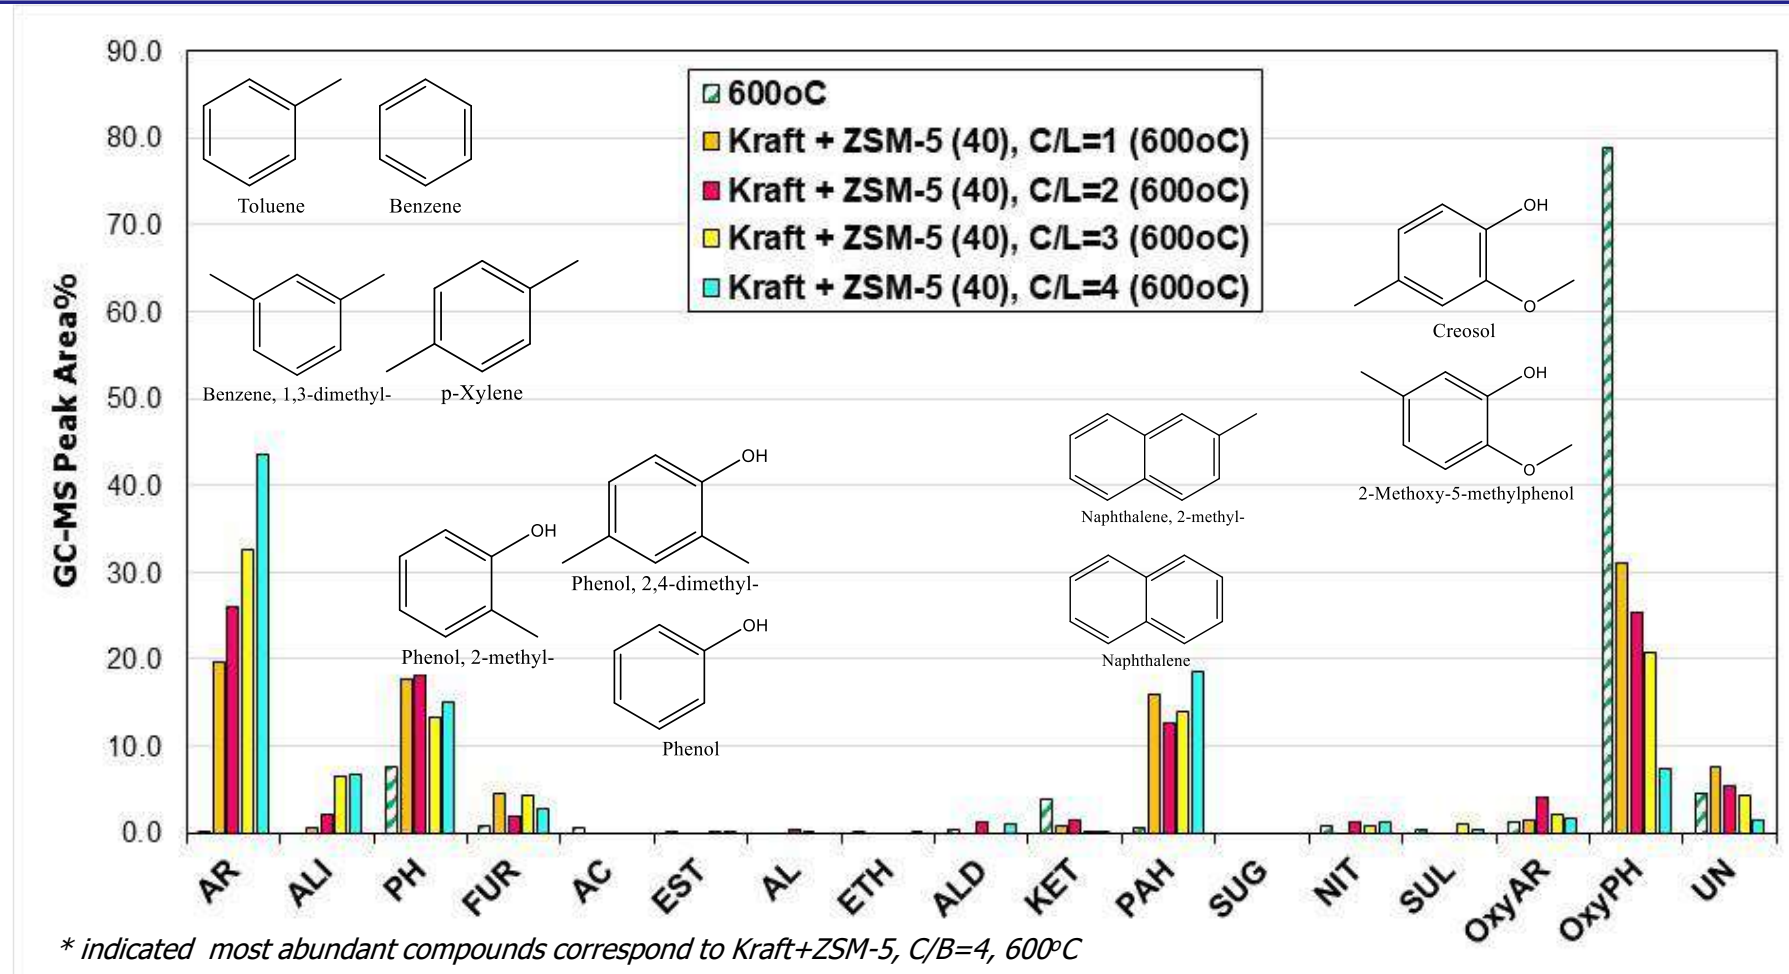 90.0
80.0
70.0
60.0
50.0
40.0
30.0
20.0
10.0
0.0
GC-MS Peak Area%
600oC
Kraft + ZSM-5 (40), C/L=1 (600oC)
Kraft + ZSM-5 (40), C/L=2 (600oC)
Kraft + ZSM-5 (40), C/L=3 (600oC)
Kraft + ZSM-5 (40), C/L=4 (600oC)
Toluene
Benzene
Benzene, 1,3-dimethyl-
p-Xylene
OH
Phenol, 2-methyl-
OH
Phenol, 2,4-dimethyl-
OH
Phenol
Naphthalene, 2-methyl-
Naphthalene
OH
O
Creosol
OH
O
2-Methoxy-5-methylphenol
AR
ALI
PH
FUR
AC
EST
AL
ETH
ALD
KET
PAH
SUG
NIT
SUL
OxyAR
OxyPH
UN
* indicated most abundant compounds correspond to Kraft+ZSM-5, C/B=4, 600ºC